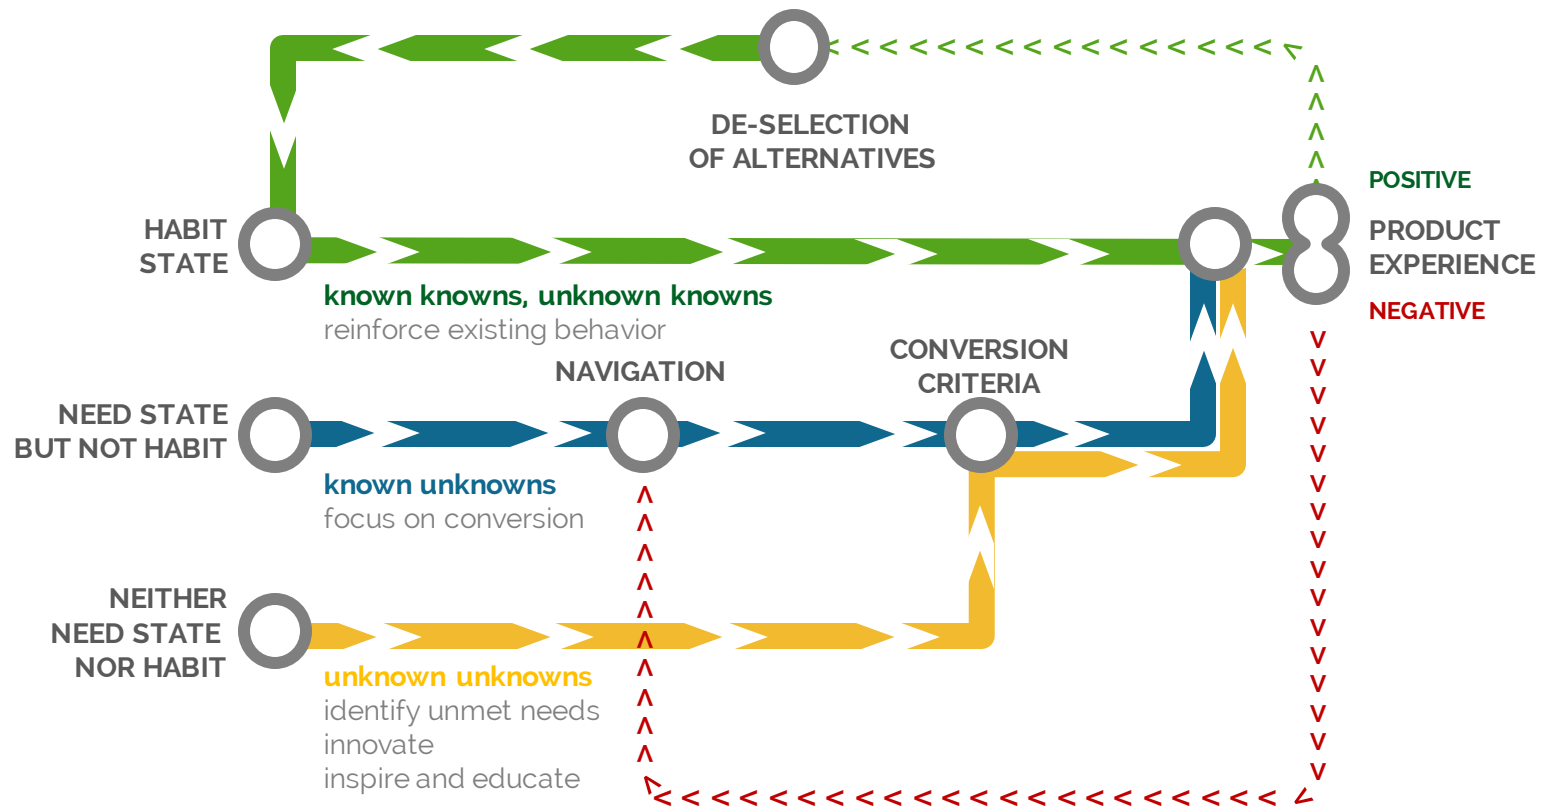 DE-SELECTION
OF ALTERNATIVES
POSITIVE
HABIT
STATE
PRODUCT
EXPERIENCE
NEGATIVE
known knowns, unknown knowns
reinforce existing behavior
NAVIGATION
CONVERSION
CRITERIA
NEED STATE
BUT NOT HABIT
known unknowns
focus on conversion
NEITHER
NEED STATE
NOR HABIT
unknown unknowns
identify unmet needs
innovate
inspire and educate